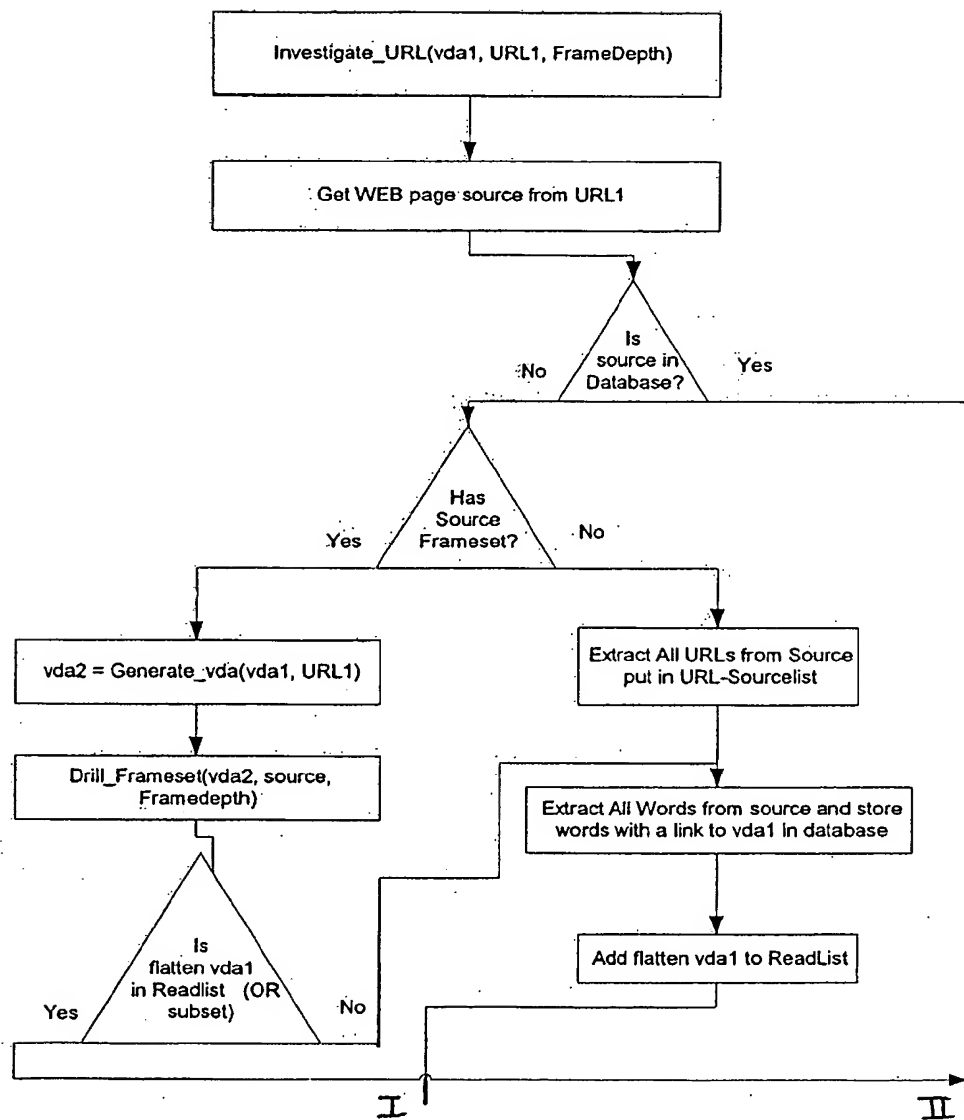 Investigate_URL(vda1, URL1, FrameDepth)
Get WEB page source from URL1
Is
source in
Database?
No
Yes
Has
Source
Frameset?
Yes
No
vda2 = Generate_vda(vda1, URL1)
Extract All URLs from Source
put in URL-Sourcelist
Drill_Frameset(vda2, source,
Framedepth)
Extract All Words from source and store
words with a link to vda1 in database
Is
flatten vda1
in Readlist (OR
subset)
Yes
No
Add flatten vda1 to ReadList
I
II